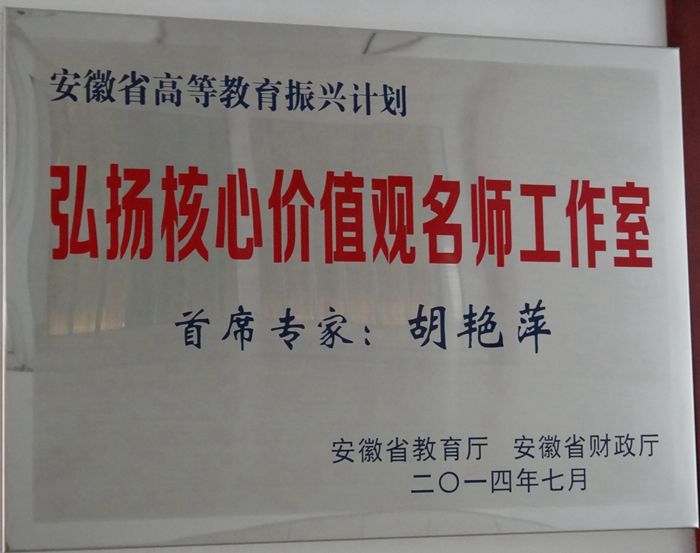 安徽省高等教育振兴计划
弘扬核心价值观名师工作室
首席专家：胡艳萍
安徽省教育厅 安徽省财政厅
二〇一四年七月